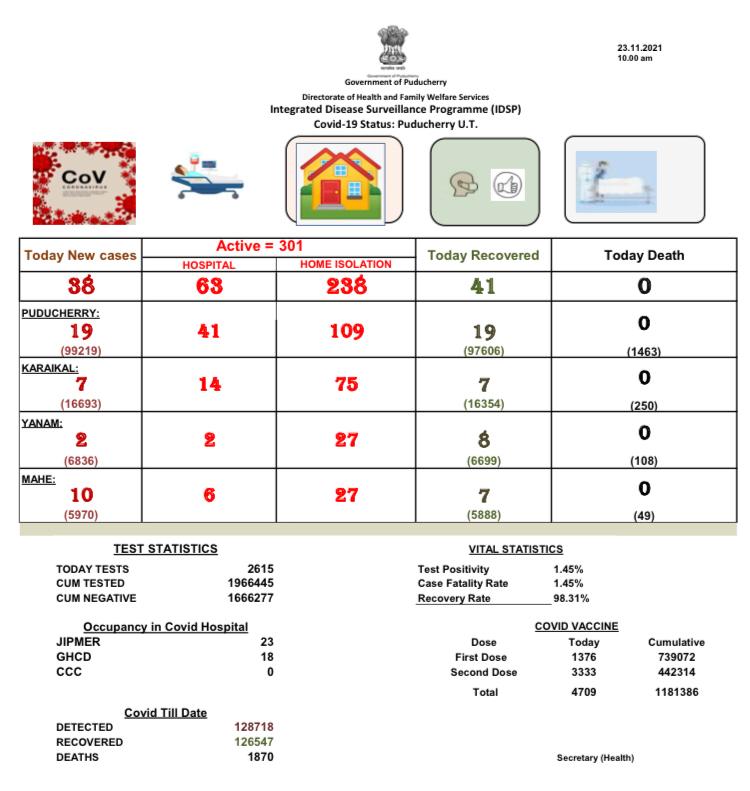 23.11.2021
10.00 am
Government of Puducherry
Government of Puducherry
Directorate of Health and Family Welfare Services
Integrated Disease Surveillance Programme (IDSP)
Covid-19 Status: Puducherry U.T.
CoV
CORONAVIRUS
Today New cases Active = 301 Today Recovered Today Death
HOSPITAL HOME ISOLATION
38 63 238 41 0
PUDUCHERRY:
19 41 109 19 0
(99219) (97606) (1463)
KARAIKAL:
7 14 75 7 0
(16693) (16354) (250)
YANAM:
2 2 27 8 0
(6836) (6699) (108)
MAHE:
10 6 27 7 0
(5970) (5888) (49)
TEST STATISTICS
TODAY TESTS 2615
CUM TESTED 1966445
CUM NEGATIVE 1666277
VITAL STATISTICS
Test Positivity 1.45%
Case Fatality Rate 1.45%
Recovery Rate 98.31%
Occupancy in Covid Hospital
JIPMER 23
GHCD 18
CCC 0
COVID VACCINE
Dose Today Cumulative
First Dose 1376 739072
Second Dose 3333 442314
Total 4709 1181386
Covid Till Date
DETECTED 128718
RECOVERED 126547
DEATHS 1870
Secretary (Health)